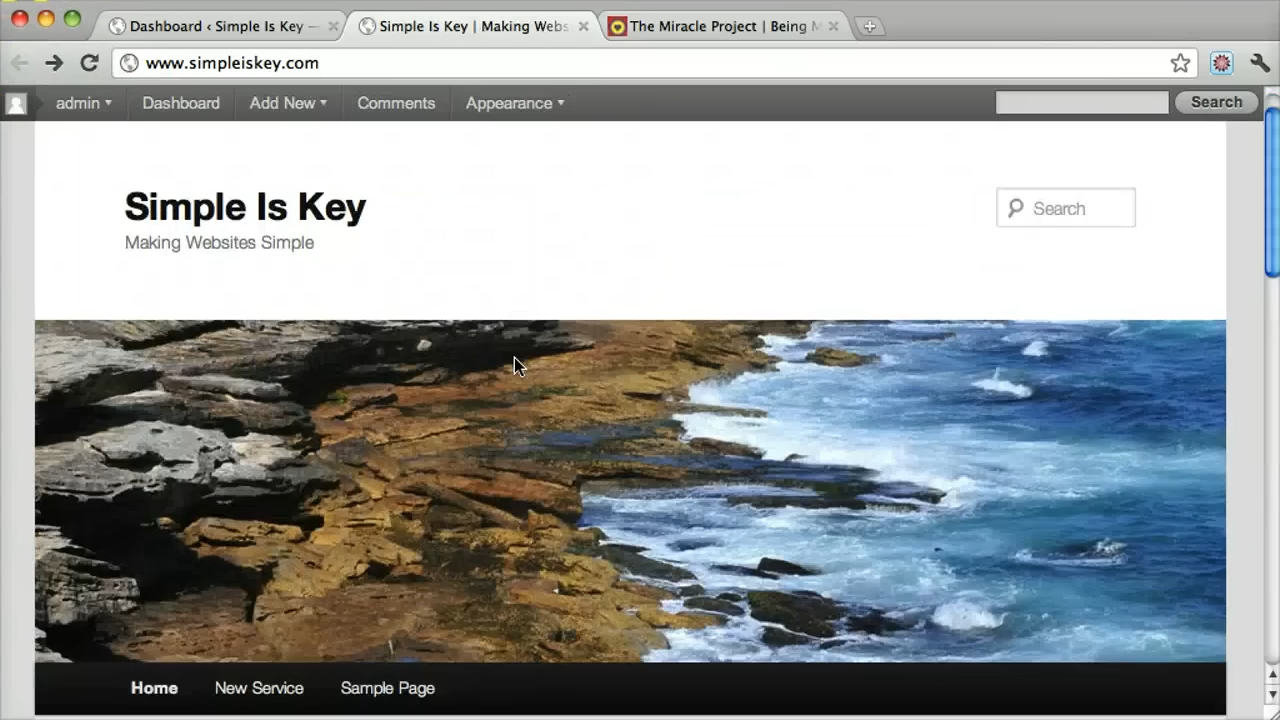 Dashboard ‹ Simple Is Key —
Simple Is Key | Making Webs
The Miracle Project | Being M
www.simpleiskey.com
admin
Dashboard
Add New
Comments
Appearance
Search
Simple Is Key
Making Websites Simple
Search
Home
New Service
Sample Page